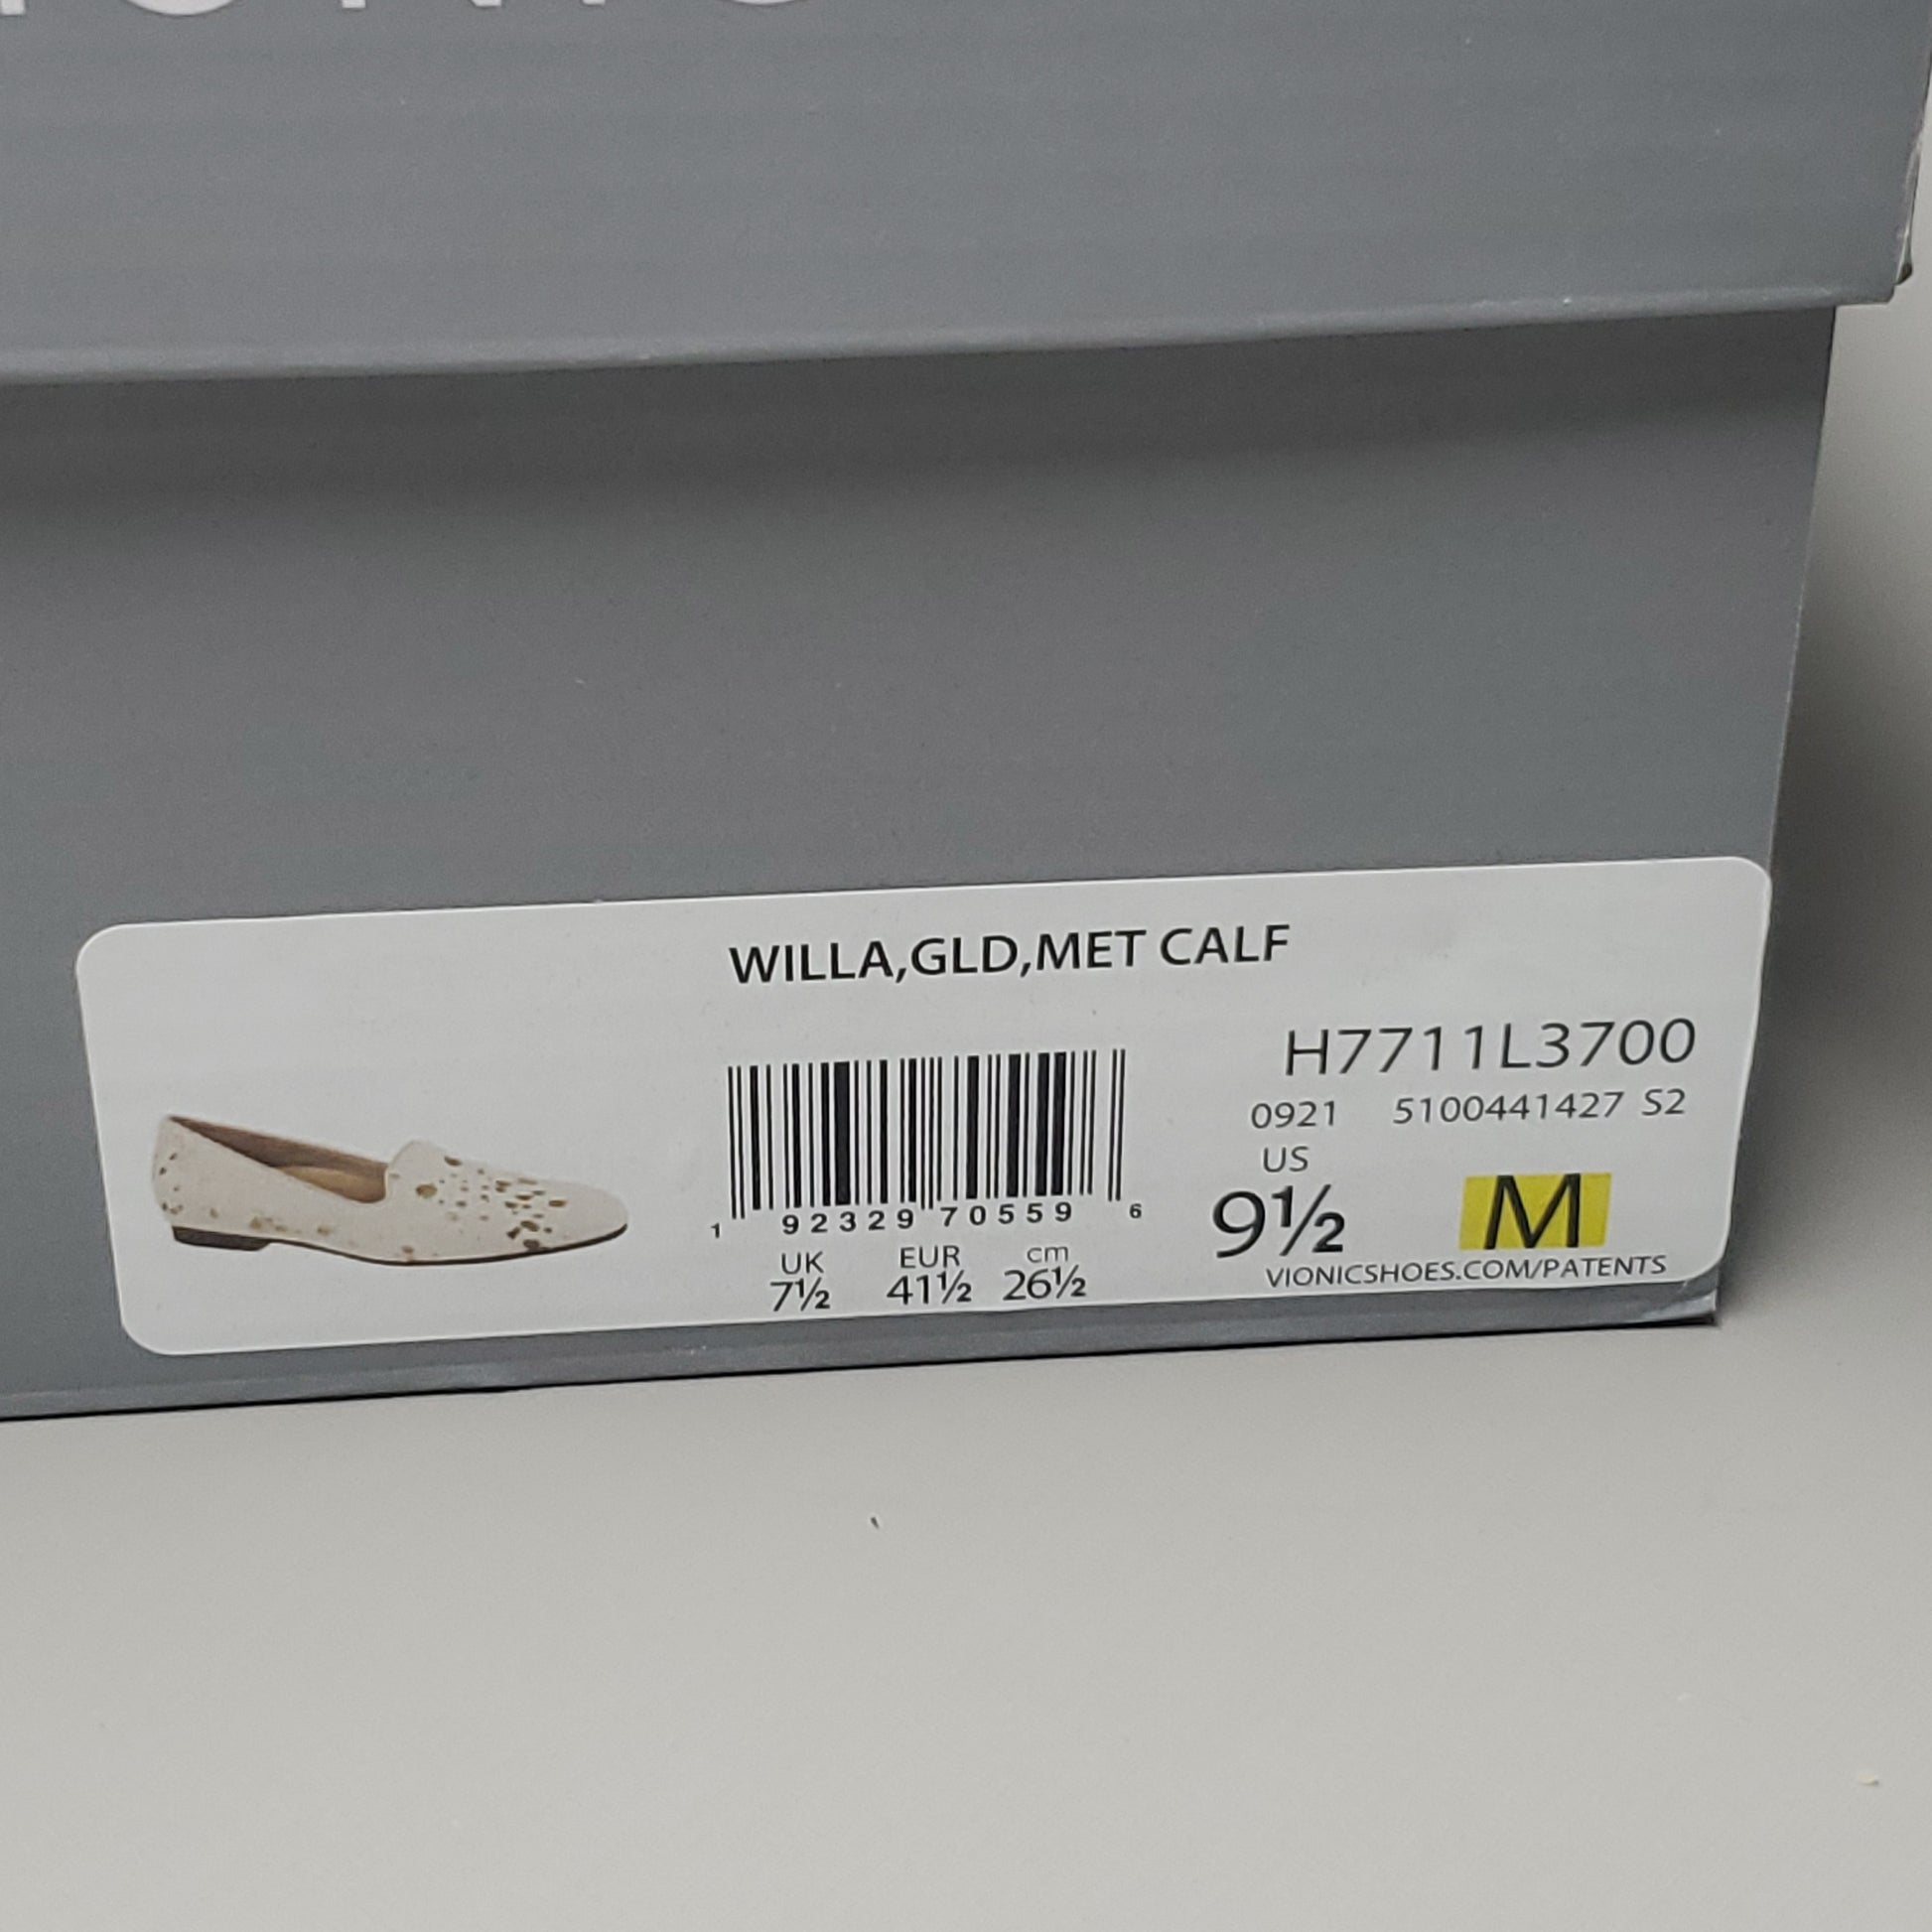 WILLA,GLD,MET CALF
H7711L3700
0921 5100441427 S2
US
9½ M
VIONICSHOES.COM/PATENTS
1 92329 70559 6
UK EUR cm
7½ 41½ 26½